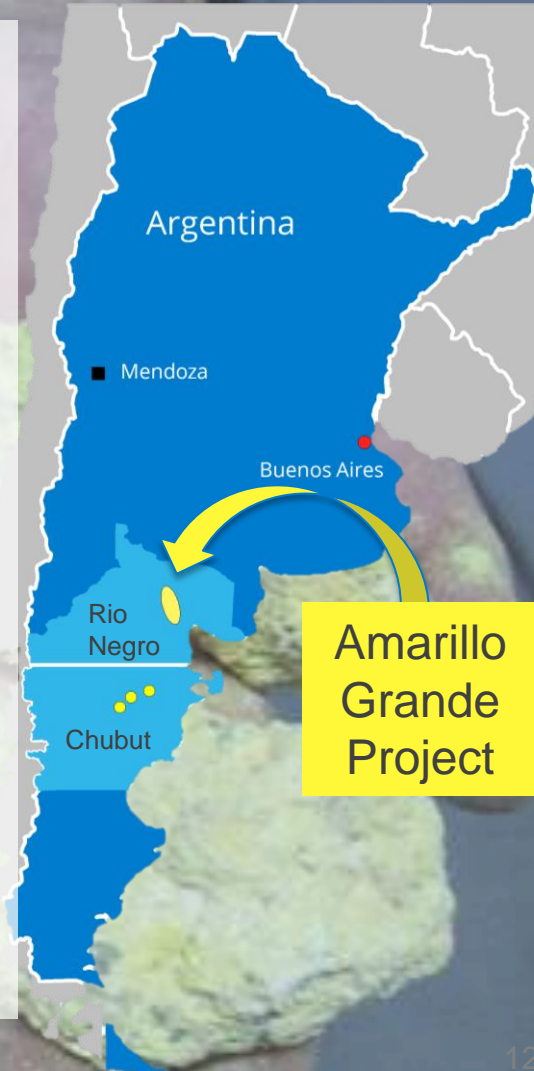 Argentina
Mendoza
Buenos Aires
Rio
Negro
Chubut
Amarillo
Grande
Project
12